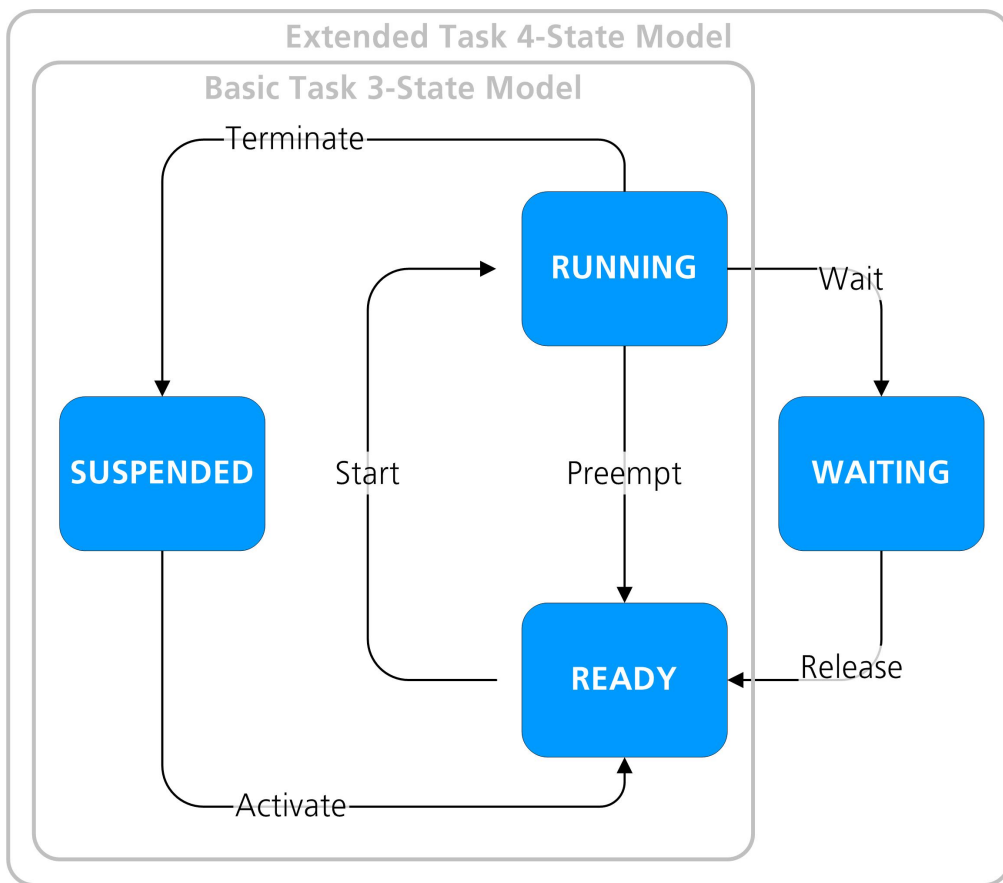 Extended Task 4-State Model
Basic Task 3-State Model
Terminate
RUNNING
Wait
SUSPENDED
Start
Preempt
WAITING
READY
Release
Activate